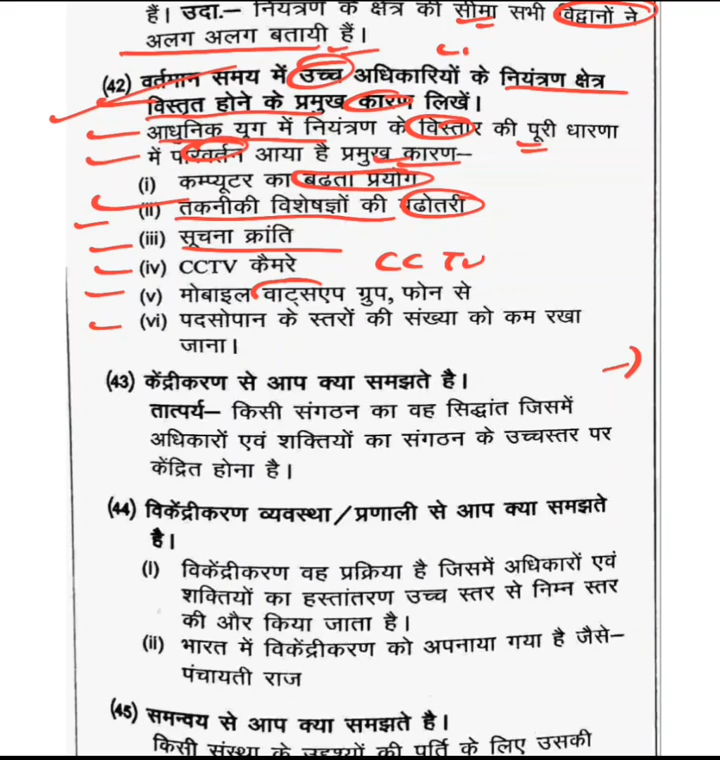 हैं। उदा.– नियंत्रण के क्षेत्र की सीमा सभी विद्वानों ने
अलग अलग बतायी हैं।
(42) वर्तमान समय में उच्च अधिकारियों के नियंत्रण क्षेत्र
विस्तृत होने के प्रमुख कारण लिखें।
आधुनिक युग में नियंत्रण के विस्तार की पूरी धारणा
में परिवर्तन आया है प्रमुख कारण–
(i) कम्प्यूटर का बढता प्रयोग
(ii) तकनीकी विशेषज्ञों की बढोतरी
(iii) सूचना क्रांति
(iv) CCTV कैमरे CC TV
(v) मोबाइल वाट्सएप ग्रुप, फोन से
(vi) पदसोपान के स्तरों की संख्या को कम रखा
जाना।
(43) केंद्रीकरण से आप क्या समझते है।
तात्पर्य– किसी संगठन का वह सिद्धांत जिसमें
अधिकारों एवं शक्तियों का संगठन के उच्चस्तर पर
केंद्रित होना है।
(44) विकेंद्रीकरण व्यवस्था/प्रणाली से आप क्या समझते
है।
(i) विकेंद्रीकरण वह प्रक्रिया है जिसमें अधिकारों एवं
शक्तियों का हस्तांतरण उच्च स्तर से निम्न स्तर
की और किया जाता है।
(ii) भारत में विकेंद्रीकरण को अपनाया गया है जैसे–
पंचायती राज
(45) समन्वय से आप क्या समझते है।
किसी संस्था के उद्देश्यों की पूर्ति के लिए उसकी